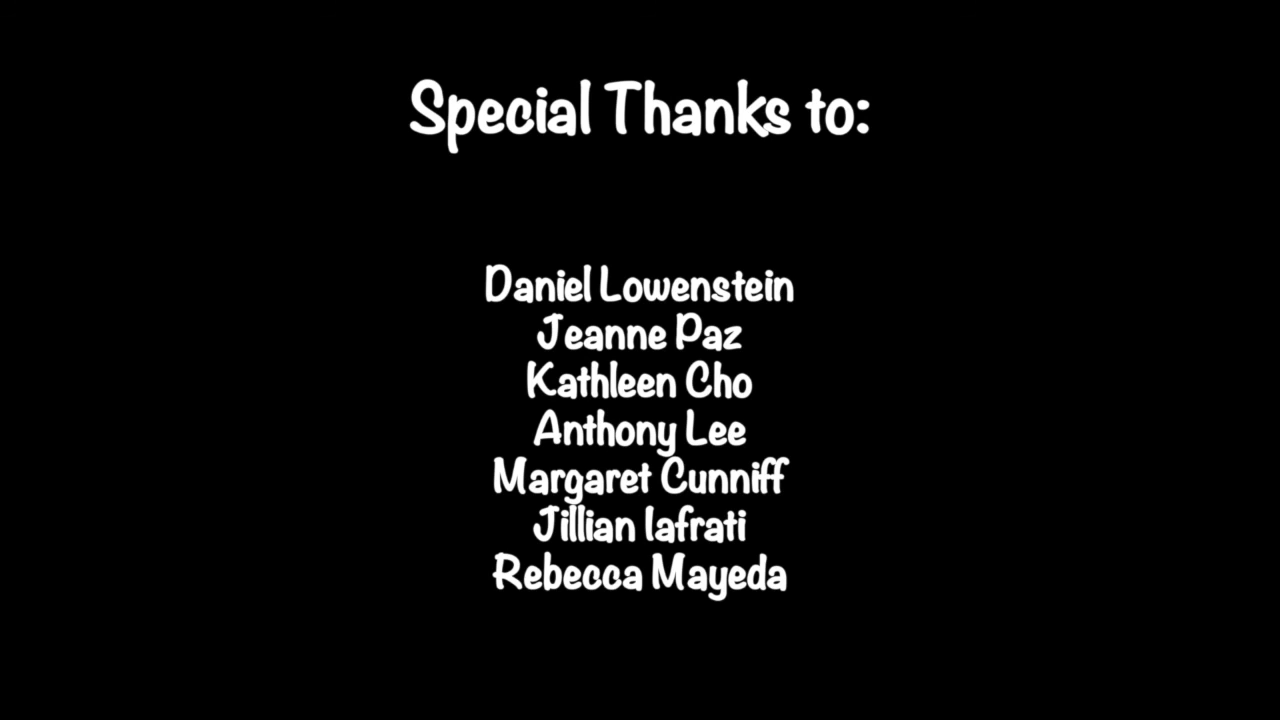 Special Thanks to:
Daniel Lowenstein
Jeanne Paz
Kathleen Cho
Anthony Lee
Margaret Cunniff
Jillian Iafrati
Rebecca Mayeda